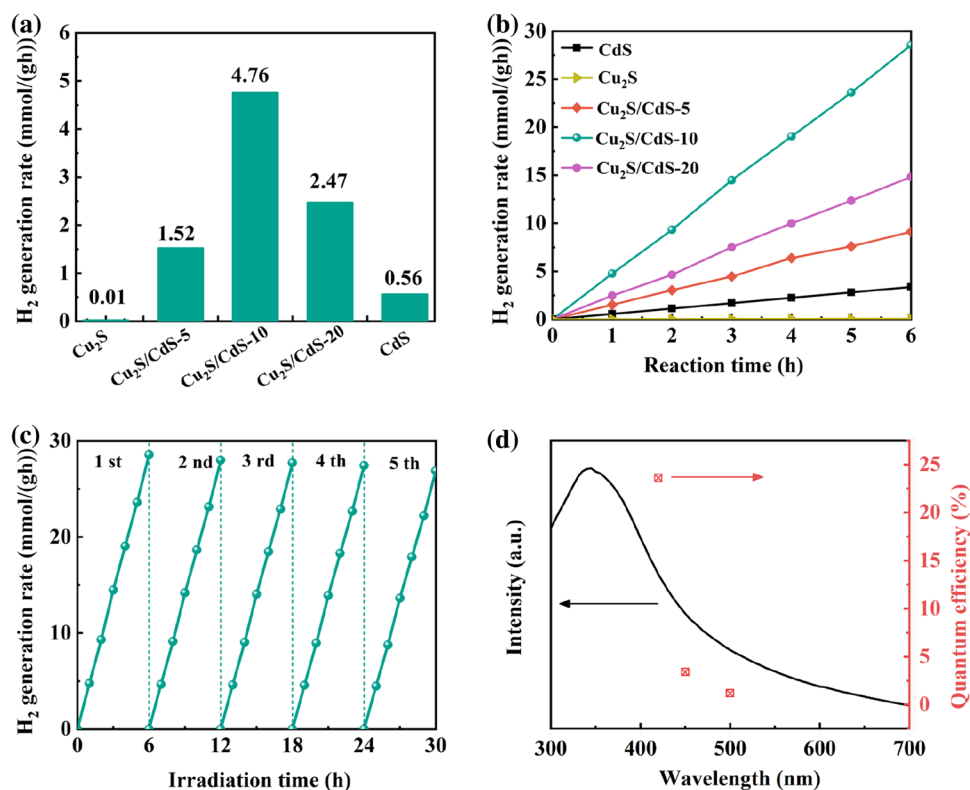 (a)
H₂ generation rate (mmol/(gh))
6
5
4
3
2
1
0
0.01
1.52
4.76
2.47
0.56
Cu₂S
Cu₂S/CdS-5
Cu₂S/CdS-10
Cu₂S/CdS-20
CdS
(b)
H₂ generation rate (mmol/(gh))
30
25
20
15
10
5
0
CdS
Cu₂S
Cu₂S/CdS-5
Cu₂S/CdS-10
Cu₂S/CdS-20
0 1 2 3 4 5 6
Reaction time (h)
(c)
H₂ generation rate (mmol/(gh))
30
20
10
0
1 st 2 nd 3 rd 4 th 5 th
0 6 12 18 24 30
Irradiation time (h)
(d)
Intensity (a.u.)
25
20
15
10
5
0
Quantum efficiency (%)
300 400 500 600 700
Wavelength (nm)